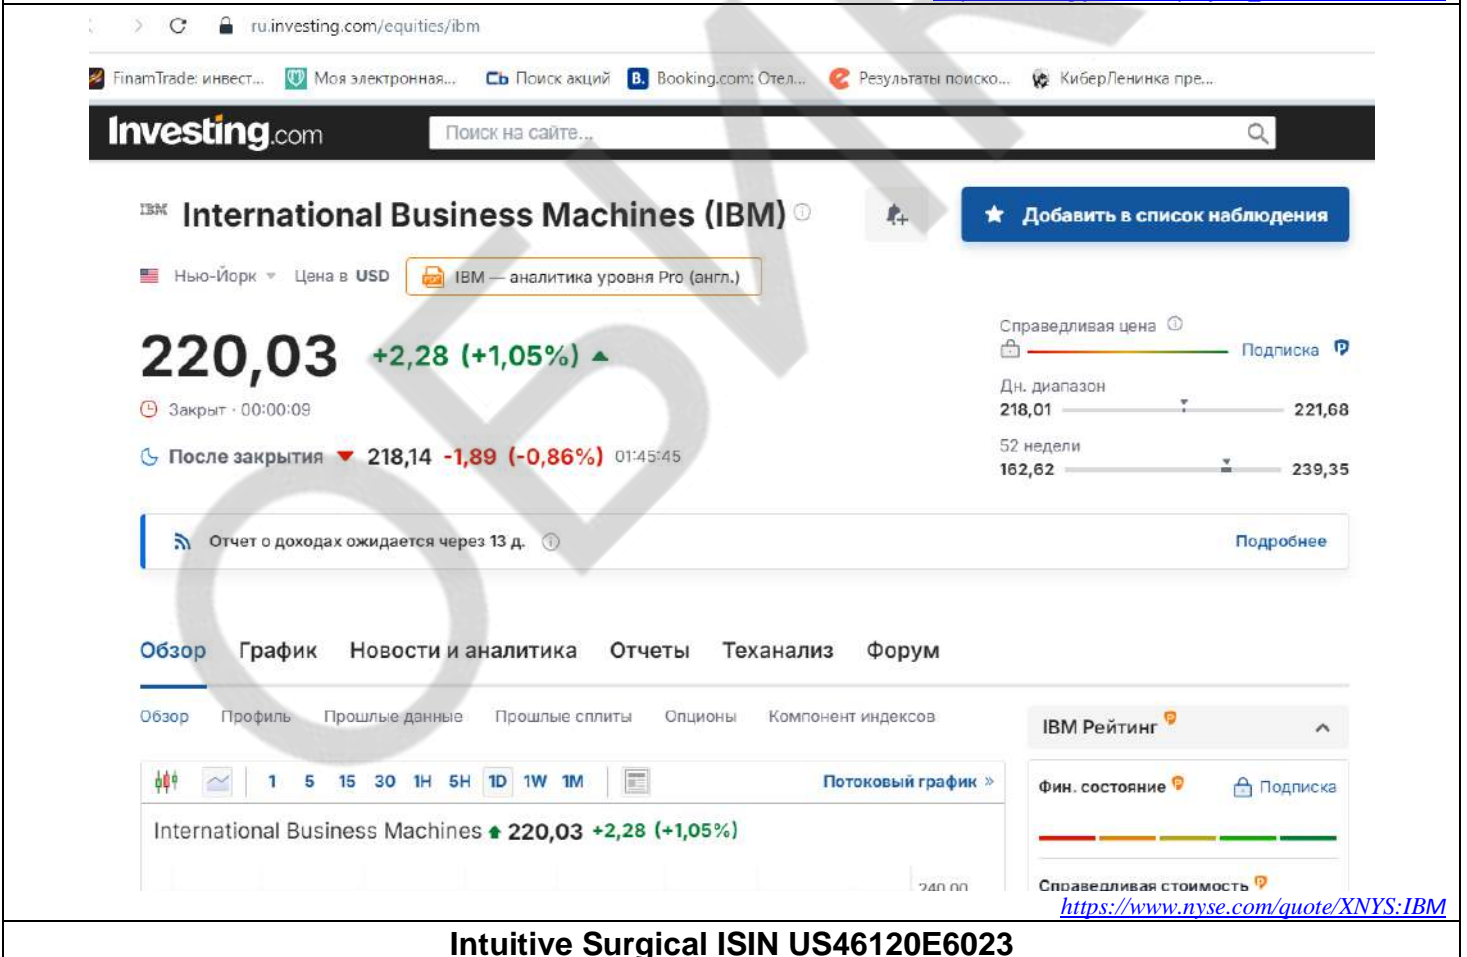 ru.investing.com/equities/ibm
FinamTrade: инвест... Моя электронная... Сь Поиск акций B. Booking.com: Отел... Результаты поиско... КиберЛенинка пре...
Investing.com Поиск на сайте...
IBM International Business Machines (IBM) Добавить в список наблюдения
Нью-Йорк Цена в USD IBM — аналитика уровня Pro (англ.)
Справедливая цена
Подписка
220,03 +2,28 (+1,05%)
Дн. диапазон
218,01 221,68
Закрыт · 00:00:09
52 недели
162,62 239,35
После закрытия 218,14 -1,89 (-0,86%) 01:45:45
Отчет о доходах ожидается через 13 д. Подробнее
Обзор График Новости и аналитика Отчеты Теханализ Форум
Обзор Профиль Прошлые данные Прошлые сплиты Опционы Компонент индексов
IBM Рейтинг
1 5 15 30 1H 5H 1D 1W 1M Потоковый график »
Фин. состояние Подписка
International Business Machines 220,03 +2,28 (+1,05%)
240,00
Справедливая стоимость
https://www.nyse.com/quote/XNYS:IBM
Intuitive Surgical ISIN US46120E6023